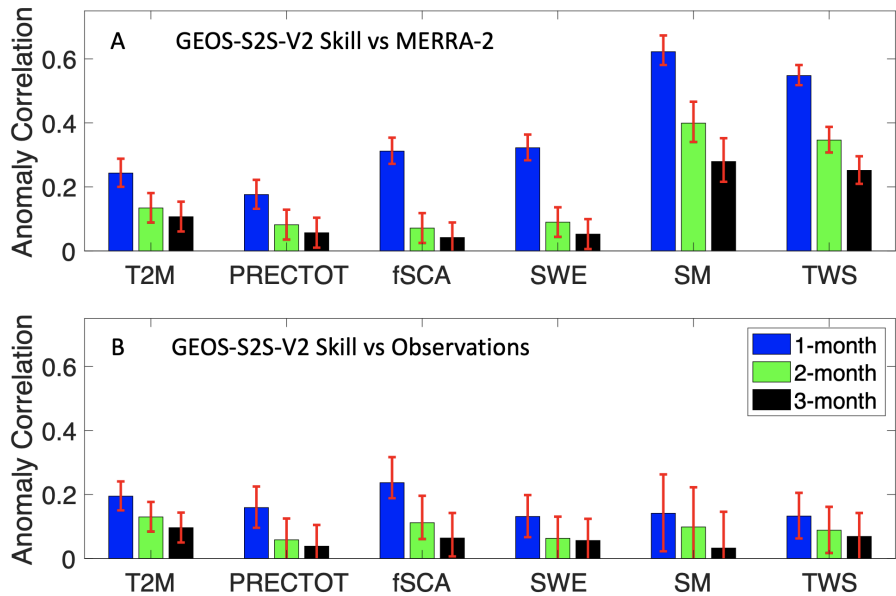 A GEOS-S2S-V2 Skill vs MERRA-2
Anomaly Correlation
0.6
0.4
0.2
0
T2M PRECTOT fSCA SWE SM TWS
B GEOS-S2S-V2 Skill vs Observations
Anomaly Correlation
0.6
0.4
0.2
0
1-month
2-month
3-month
T2M PRECTOT fSCA SWE SM TWS